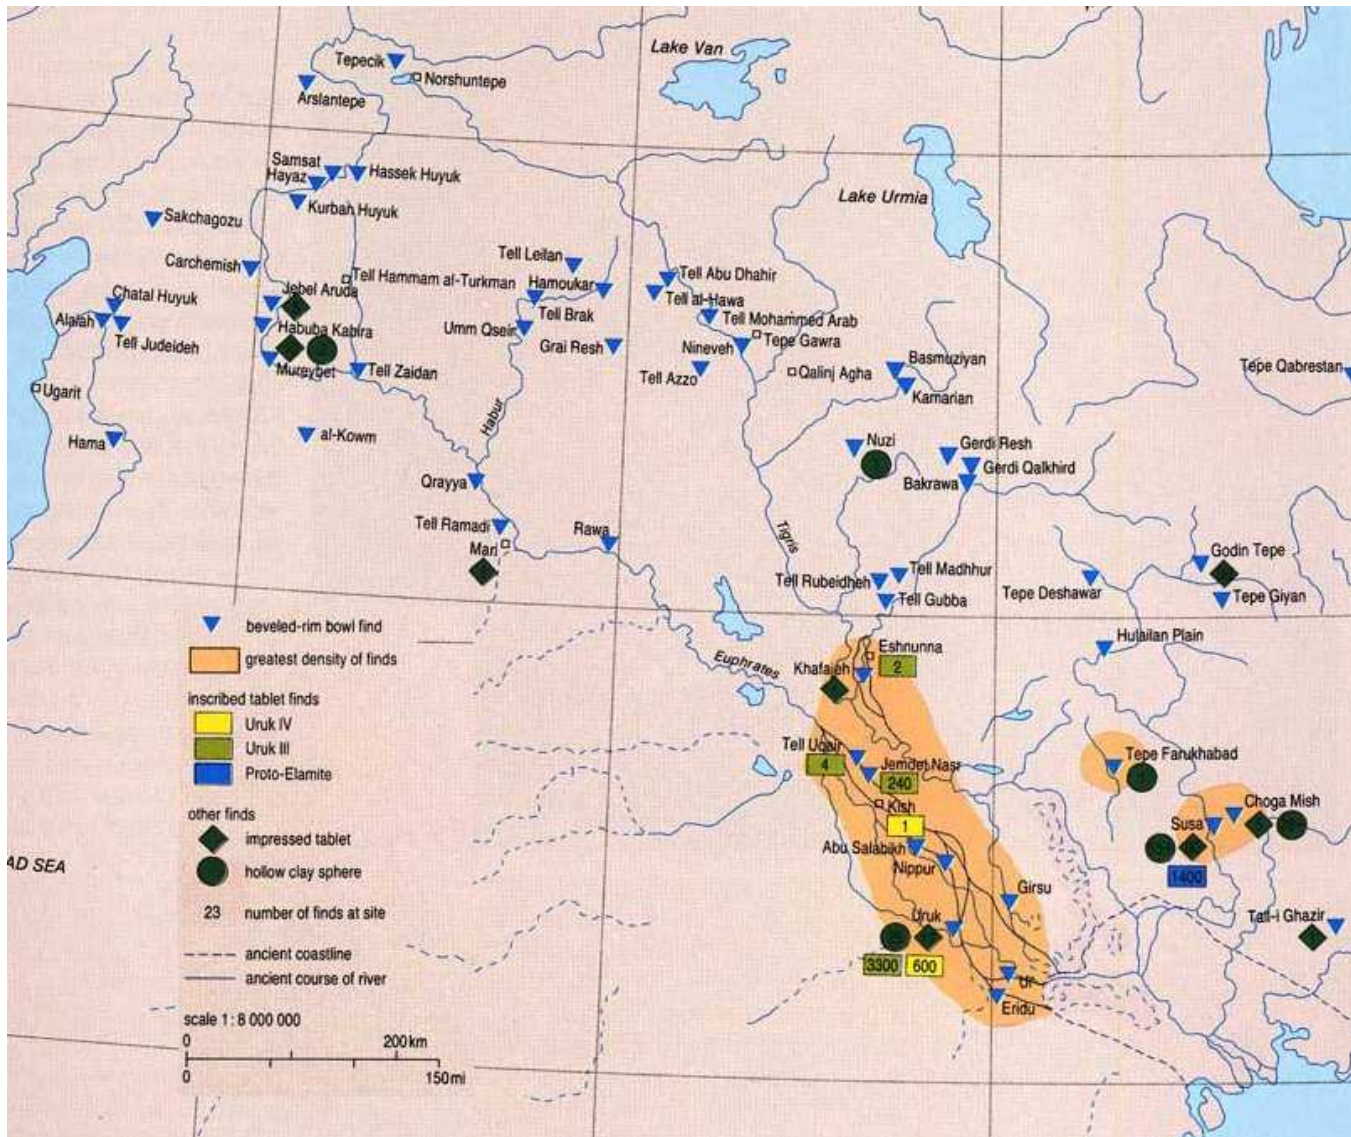 Lake Van
Tepecik
Norshuntepe
Arslantepe
Samsat
Hayaz
Hassek Huyuk
Kurbah Huyuk
Lake Urmia
Sakchagozu
Carchemish
Tell Leilan
Tell Hammam al-Turkman
Hamoukar
Tell Abu Dhahir
Jebel Aruda
Chatal Huyuk
Tell al-Hawa
Alalah
Tell Brak
Tell Mohammed Arab
Habuba Kabira
Umm Qseir
Tepe Gawra
Tell Judeideh
Grai Resh
Nineveh
Basmuziyan
Tepe Qabrestan
Mureybet
Tell Zaidan
Tell Azzo
Qalinj Agha
Ugarit
Kamarian
Habur
Hama
al-Kowm
Nuzi
Gerdi Resh
Gerdi Qalkhird
Qrayya
Bakrawa
Tell Ramadi
Rawa
Tigris
Mari
Godin Tepe
Tell Rubeidheh
Tell Madhhur
Tepe Deshawar
Tepe Giyan
Tell Gubba
Hulailan Plain
Eshnunna
Euphrates
Khafajeh
2
Tell Uqair
4
Jemdet Nasr
240
Tepe Farukhabad
Kish
1
Choga Mish
Susa
Abu Salabikh
Nippur
1400
Girsu
Uruk
Tall-i Ghazir
3300
600
Ur
Eridu
AD SEA
beveled-rim bowl find
greatest density of finds
inscribed tablet finds
Uruk IV
Uruk III
Proto-Elamite
other finds
impressed tablet
hollow clay sphere
23 number of finds at site
ancient coastline
ancient course of river
scale 1:8 000 000
0 200km
0 150mi